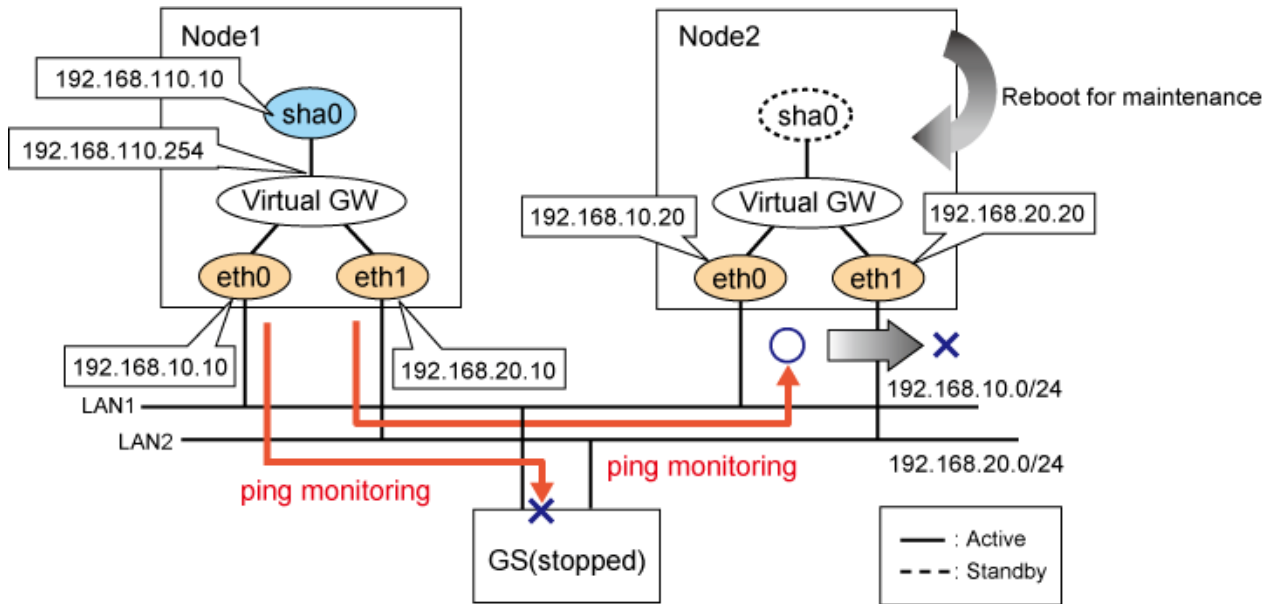 Node1
192.168.110.10
sha0
192.168.110.254
Virtual GW
eth0
eth1
192.168.10.10
192.168.20.10
Node2
sha0
Reboot for maintenance
Virtual GW
192.168.10.20
192.168.20.20
eth0
eth1
192.168.10.0/24
LAN1
LAN2
192.168.20.0/24
ping monitoring
ping monitoring
GS(stopped)
: Active
: Standby